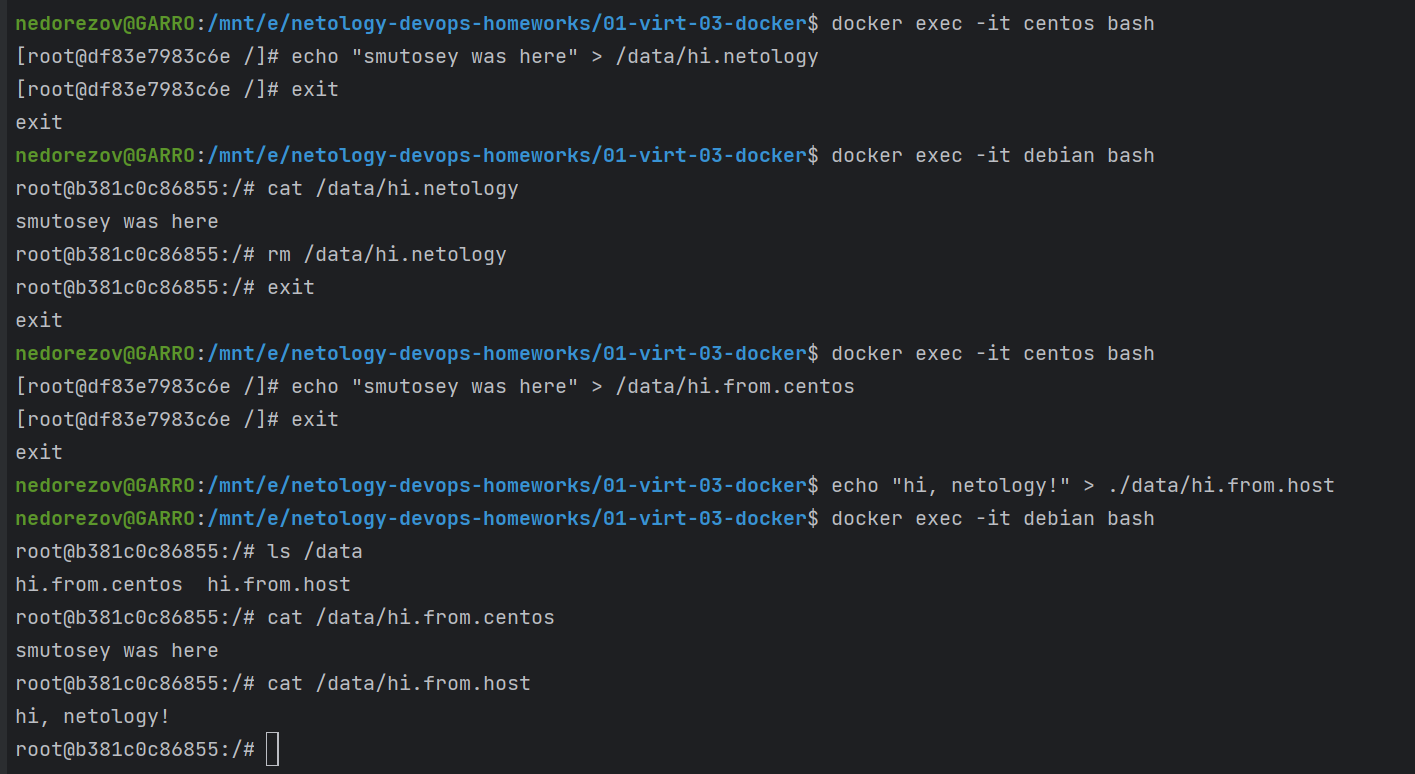 nedorezov@GARRO:/mnt/e/netology-devops-homeworks/01-virt-03-docker$ docker exec -it centos bash
[root@df83e7983c6e /]# echo "smutosey was here" > /data/hi.netology
[root@df83e7983c6e /]# exit
exit
nedorezov@GARRO:/mnt/e/netology-devops-homeworks/01-virt-03-docker$ docker exec -it debian bash
root@b381c0c86855:/# cat /data/hi.netology
smutosey was here
root@b381c0c86855:/# rm /data/hi.netology
root@b381c0c86855:/# exit
exit
nedorezov@GARRO:/mnt/e/netology-devops-homeworks/01-virt-03-docker$ docker exec -it centos bash
[root@df83e7983c6e /]# echo "smutosey was here" > /data/hi.from.centos
[root@df83e7983c6e /]# exit
exit
nedorezov@GARRO:/mnt/e/netology-devops-homeworks/01-virt-03-docker$ echo "hi, netology!" > ./data/hi.from.host
nedorezov@GARRO:/mnt/e/netology-devops-homeworks/01-virt-03-docker$ docker exec -it debian bash
root@b381c0c86855:/# ls /data
hi.from.centos  hi.from.host
root@b381c0c86855:/# cat /data/hi.from.centos
smutosey was here
root@b381c0c86855:/# cat /data/hi.from.host
hi, netology!
root@b381c0c86855:/#